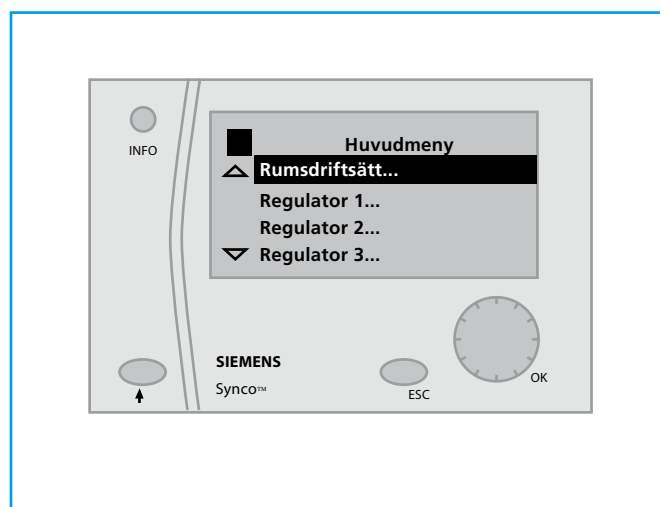 INFO
Huvudmeny
Rumsdriftsätt...
Regulator 1...
Regulator 2...
Regulator 3...
SIEMENS
Synco™
ESC
OK